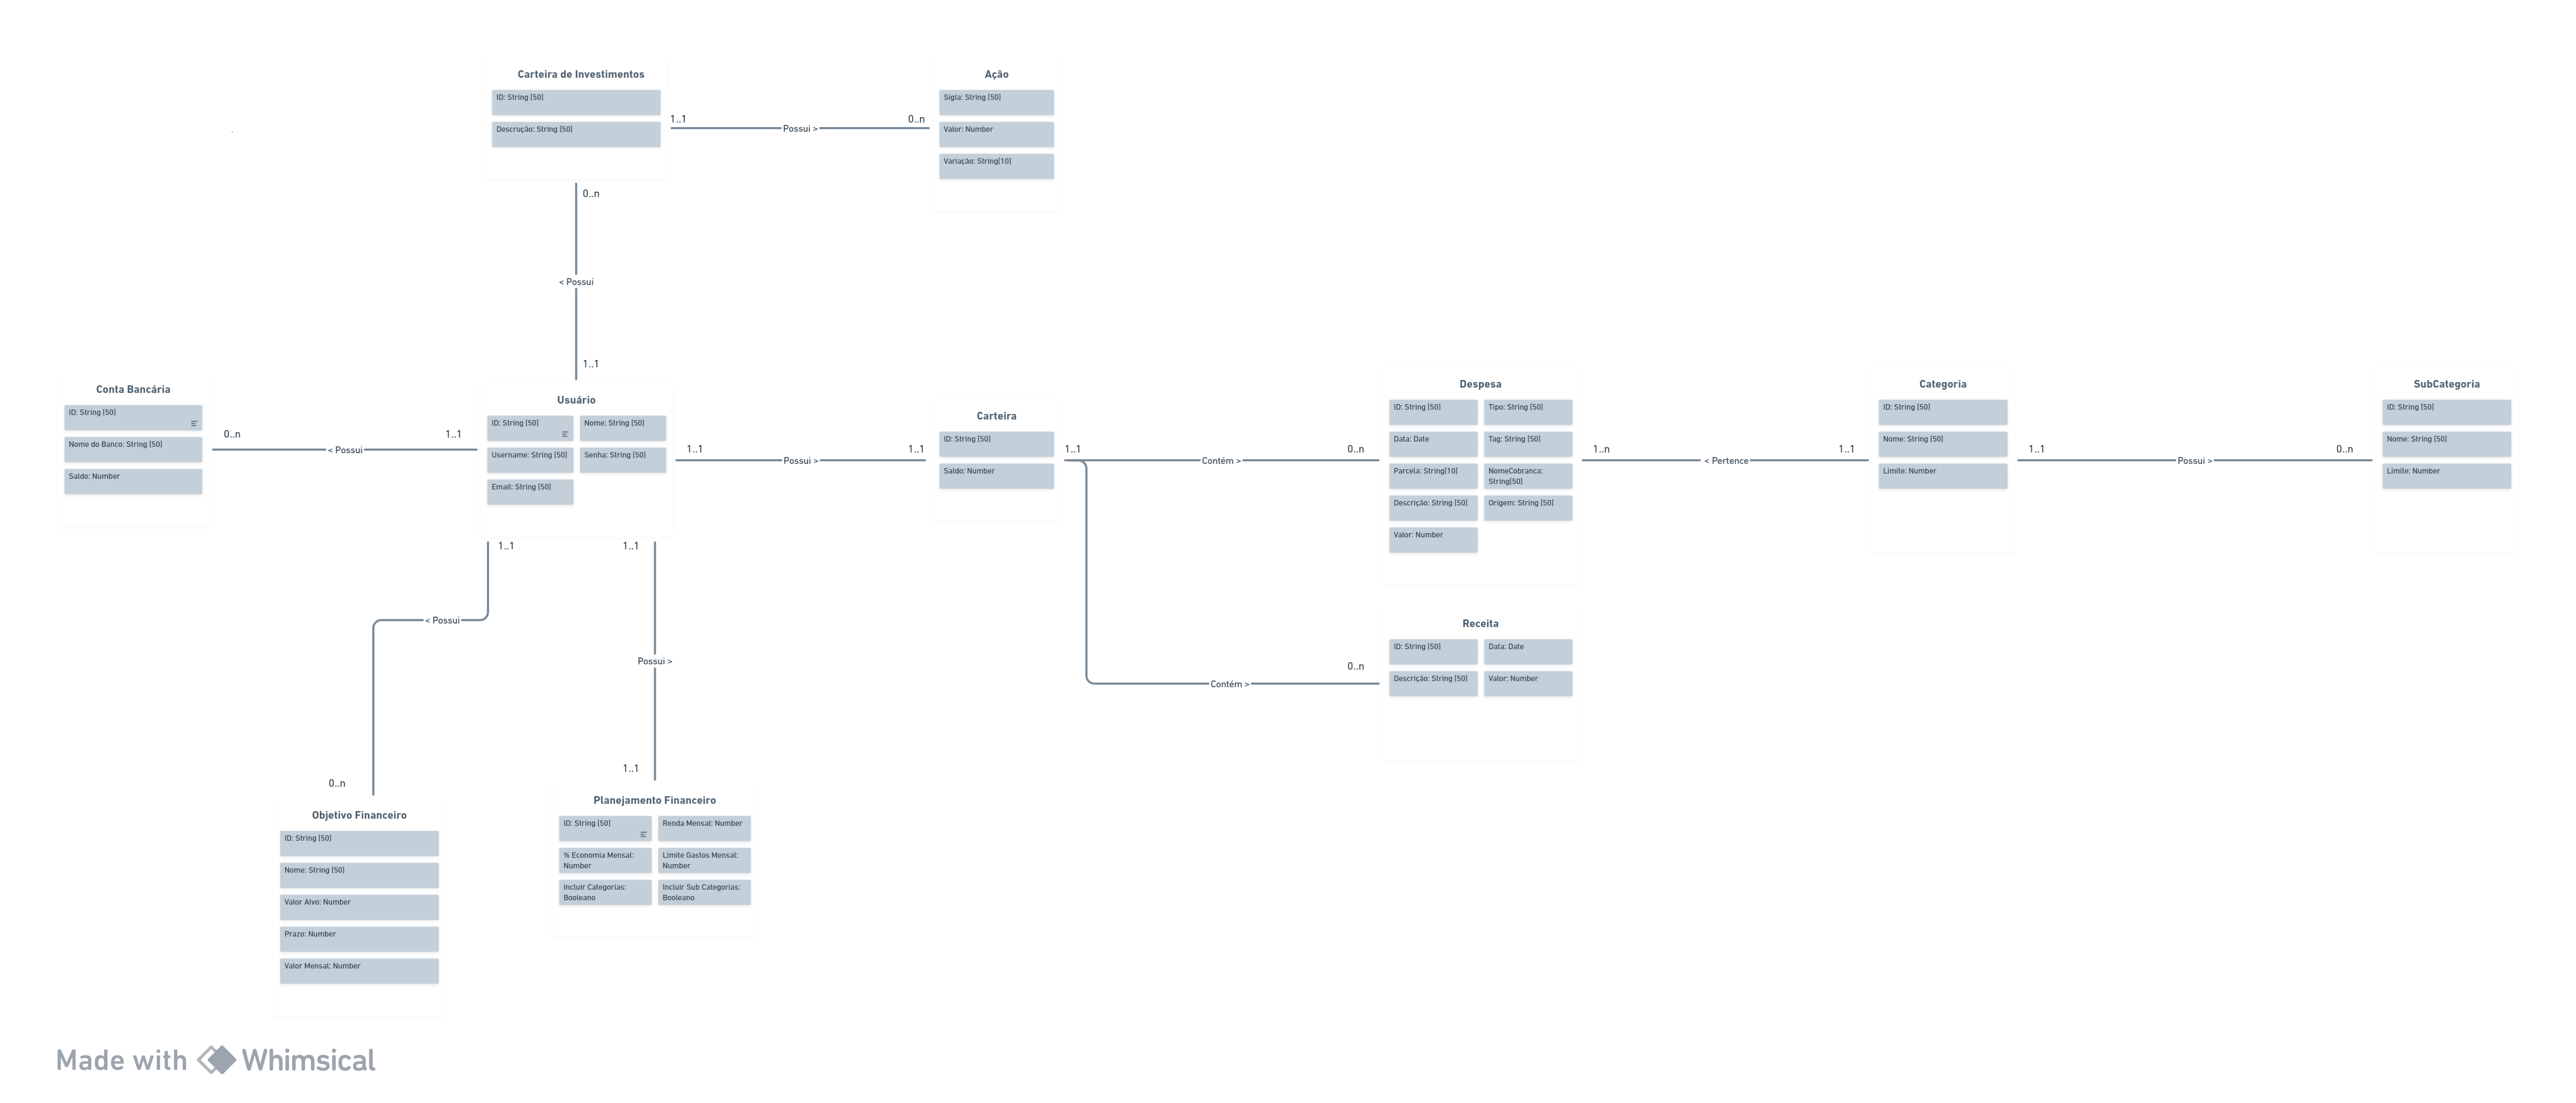 Carteira de Investimentos
ID: String [50]
Descrução: String [50]
1..1
Possui >
0..n
Ação
Sigla: String [50]
Valor: Number
Variação: String[10]
0..n
< Possui
1..1
Conta Bancária
ID: String [50]
Nome do Banco: String [50]
Saldo: Number
0..n
< Possui
1..1
Usuário
ID: String [50]
Nome: String [50]
Username: String [50]
Senha: String [50]
Email: String [50]
1..1
Possui >
1..1
Carteira
ID: String [50]
Saldo: Number
1..1
Contém >
0..n
Despesa
ID: String [50]
Tipo: String [50]
Data: Date
Tag: String [50]
Parcela: String[10]
NomeCobranca:
String[50]
Descrição: String [50]
Origem: String [50]
Valor: Number
1..n
< Pertence
1..1
Categoria
ID: String [50]
Nome: String [50]
Limite: Number
1..1
Possui >
0..n
SubCategoria
ID: String [50]
Nome: String [50]
Limite: Number
Contém >
0..n
Receita
ID: String [50]
Data: Date
Descrição: String [50]
Valor: Number
1..1
< Possui
0..n
1..1
Possui >
1..1
Objetivo Financeiro
ID: String [50]
Nome: String [50]
Valor Alvo: Number
Prazo: Number
Valor Mensal: Number
Planejamento Financeiro
ID: String [50]
Renda Mensal: Number
% Economia Mensal:
Number
Limite Gastos Mensal:
Number
Incluir Categorias:
Booleano
Incluir Sub Categorias:
Booleano
Made with Whimsical